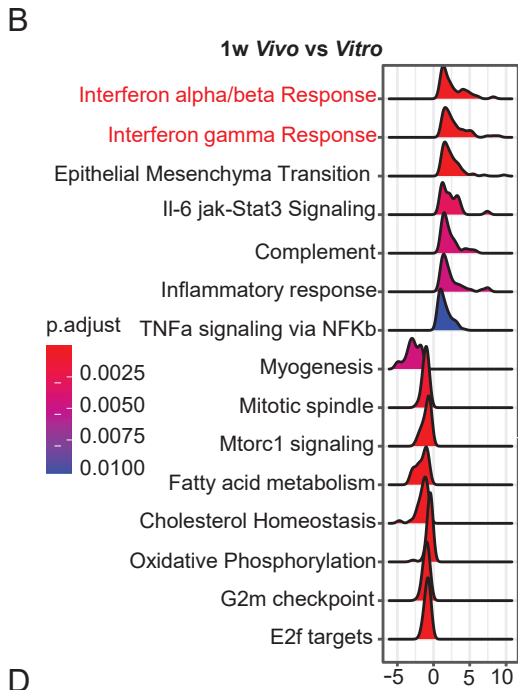 B
1w Vivo vs Vitro
Interferon alpha/beta Response
Interferon gamma Response
Epithelial Mesenchyma Transition
Il-6 jak-Stat3 Signaling
Complement
Inflammatory response
p.adjust
TNFa signaling via NFKb
0.0025
0.0050
0.0075
0.0100
Myogenesis
Mitotic spindle
Mtorc1 signaling
Fatty acid metabolism
Cholesterol Homeostasis
Oxidative Phosphorylation
G2m checkpoint
E2f targets
-5 0 5 10
D